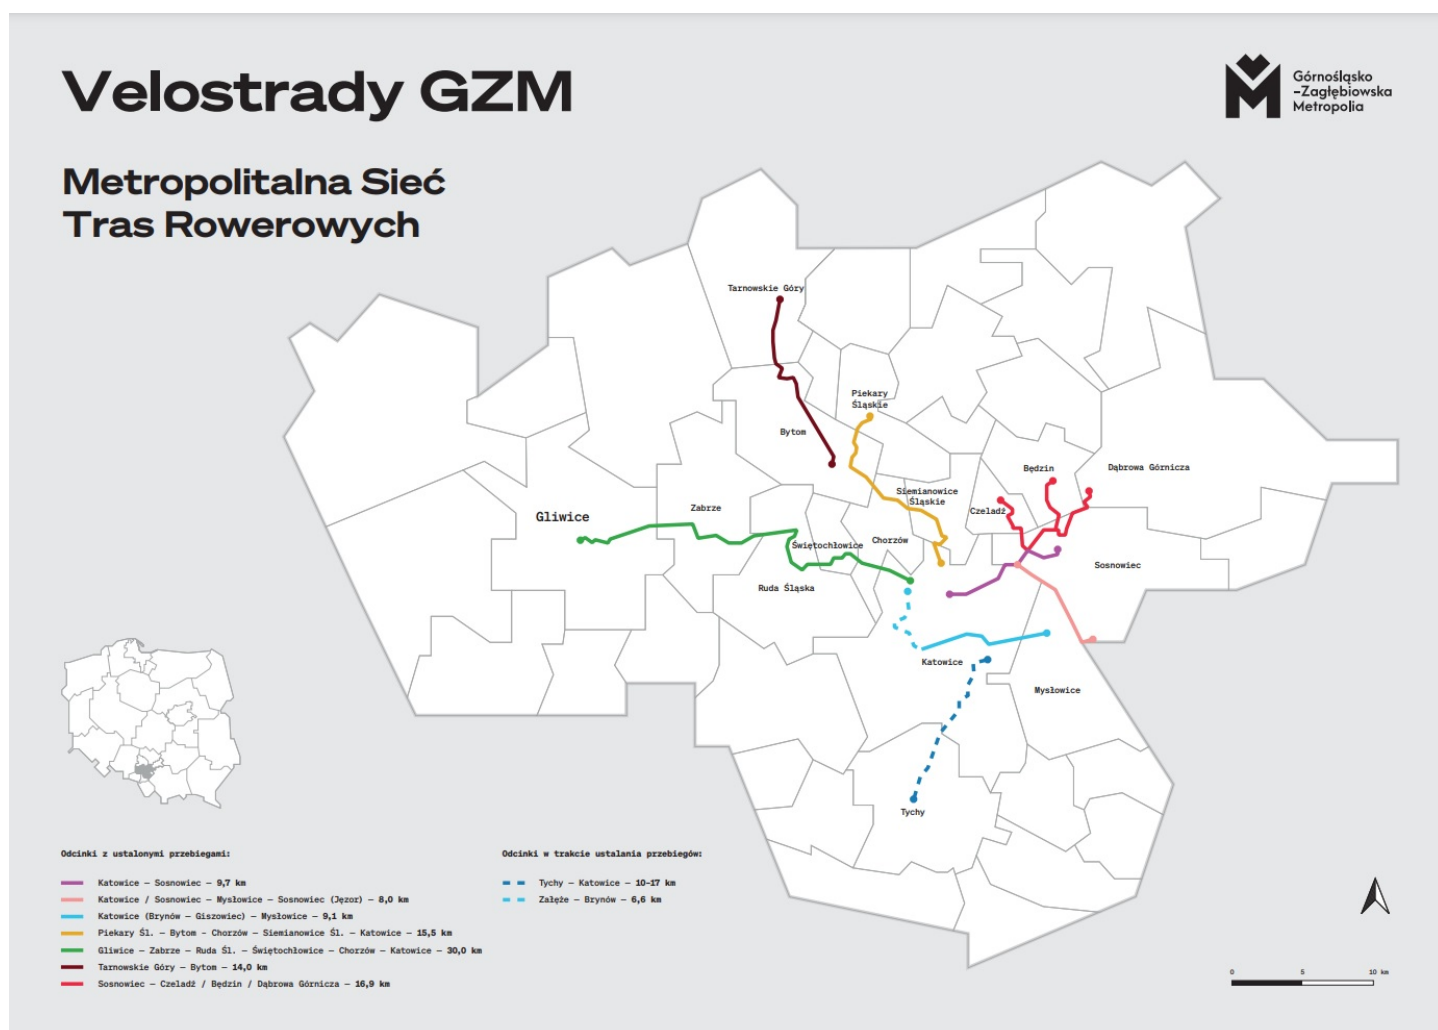 Velostrady GZM
Górnośląsko
-Zagłębiowska
Metropolia
Metropolitalna Sieć
Tras Rowerowych
Tarnowskie Góry
Piekary
Śląskie
Bytom
Będzin
Dąbrowa Górnicza
Siemianowice
Śląskie
Czeladź
Zabrze
Gliwice
Świętochłowice
Chorzów
Sosnowiec
Ruda Śląska
Katowice
Mysłowice
Tychy
Odcinki z ustalonymi przebiegami:
Katowice – Sosnowiec – 9,7 km
Katowice / Sosnowiec – Mysłowice – Sosnowiec (Jęzor) – 8,0 km
Katowice (Brynów – Giszowiec) – Mysłowice – 9,1 km
Piekary Śl. – Bytom - Chorzów – Siemianowice Śl. – Katowice – 15,5 km
Gliwice – Zabrze – Ruda Śl. – Świętochłowice – Chorzów – Katowice – 30,0 km
Tarnowskie Góry – Bytom – 14,0 km
Sosnowiec – Czeladź / Będzin / Dąbrowa Górnicza – 16,9 km
Odcinki w trakcie ustalania przebiegów:
Tychy – Katowice – 10-17 km
Załęże – Brynów – 6,6 km
0 5 10 km